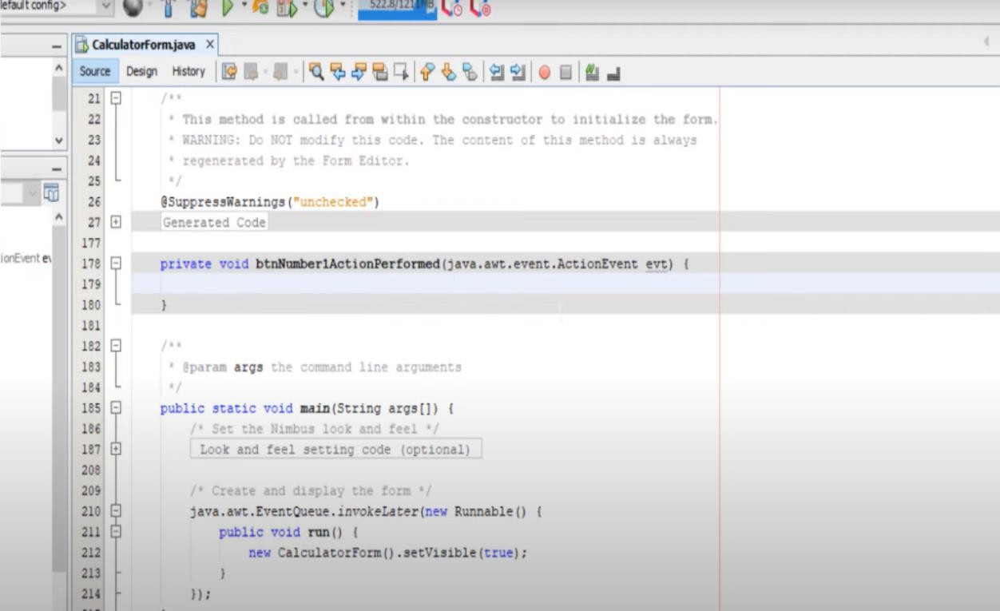 default config>
522.8/1211MB
CalculatorForm.java X
Source Design History
21 /**
22 * This method is called from within the constructor to initialize the form.
23 * WARNING: Do NOT modify this code. The content of this method is always
24 * regenerated by the Form Editor.
25 */
26 @SuppressWarnings("unchecked")
27 Generated Code
177
ionEvent ev
178 private void btnNumber1ActionPerformed(java.awt.event.ActionEvent evt) {
179
180 }
181
182 /**
183 * @param args the command line arguments
184 */
185 public static void main(String args[]) {
186 /* Set the Nimbus look and feel */
187 Look and feel setting code (optional)
208
209 /* Create and display the form */
210 java.awt.EventQueue.invokeLater(new Runnable() {
211 public void run() {
212 new CalculatorForm().setVisible(true);
213 }
214 });